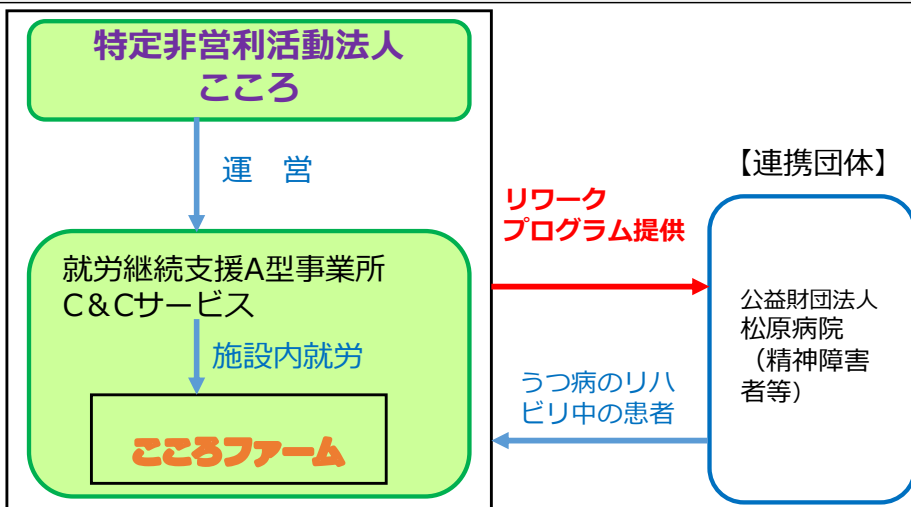 特定非営利活動法人
こころ
運　営
就労継続支援A型事業所
C&Cサービス
施設内就労
こころファーム
リワーク
プログラム提供
うつ病のリハ
ビリ中の患者
【連携団体】
公益財団法人
松原病院
（精神障害
者等）